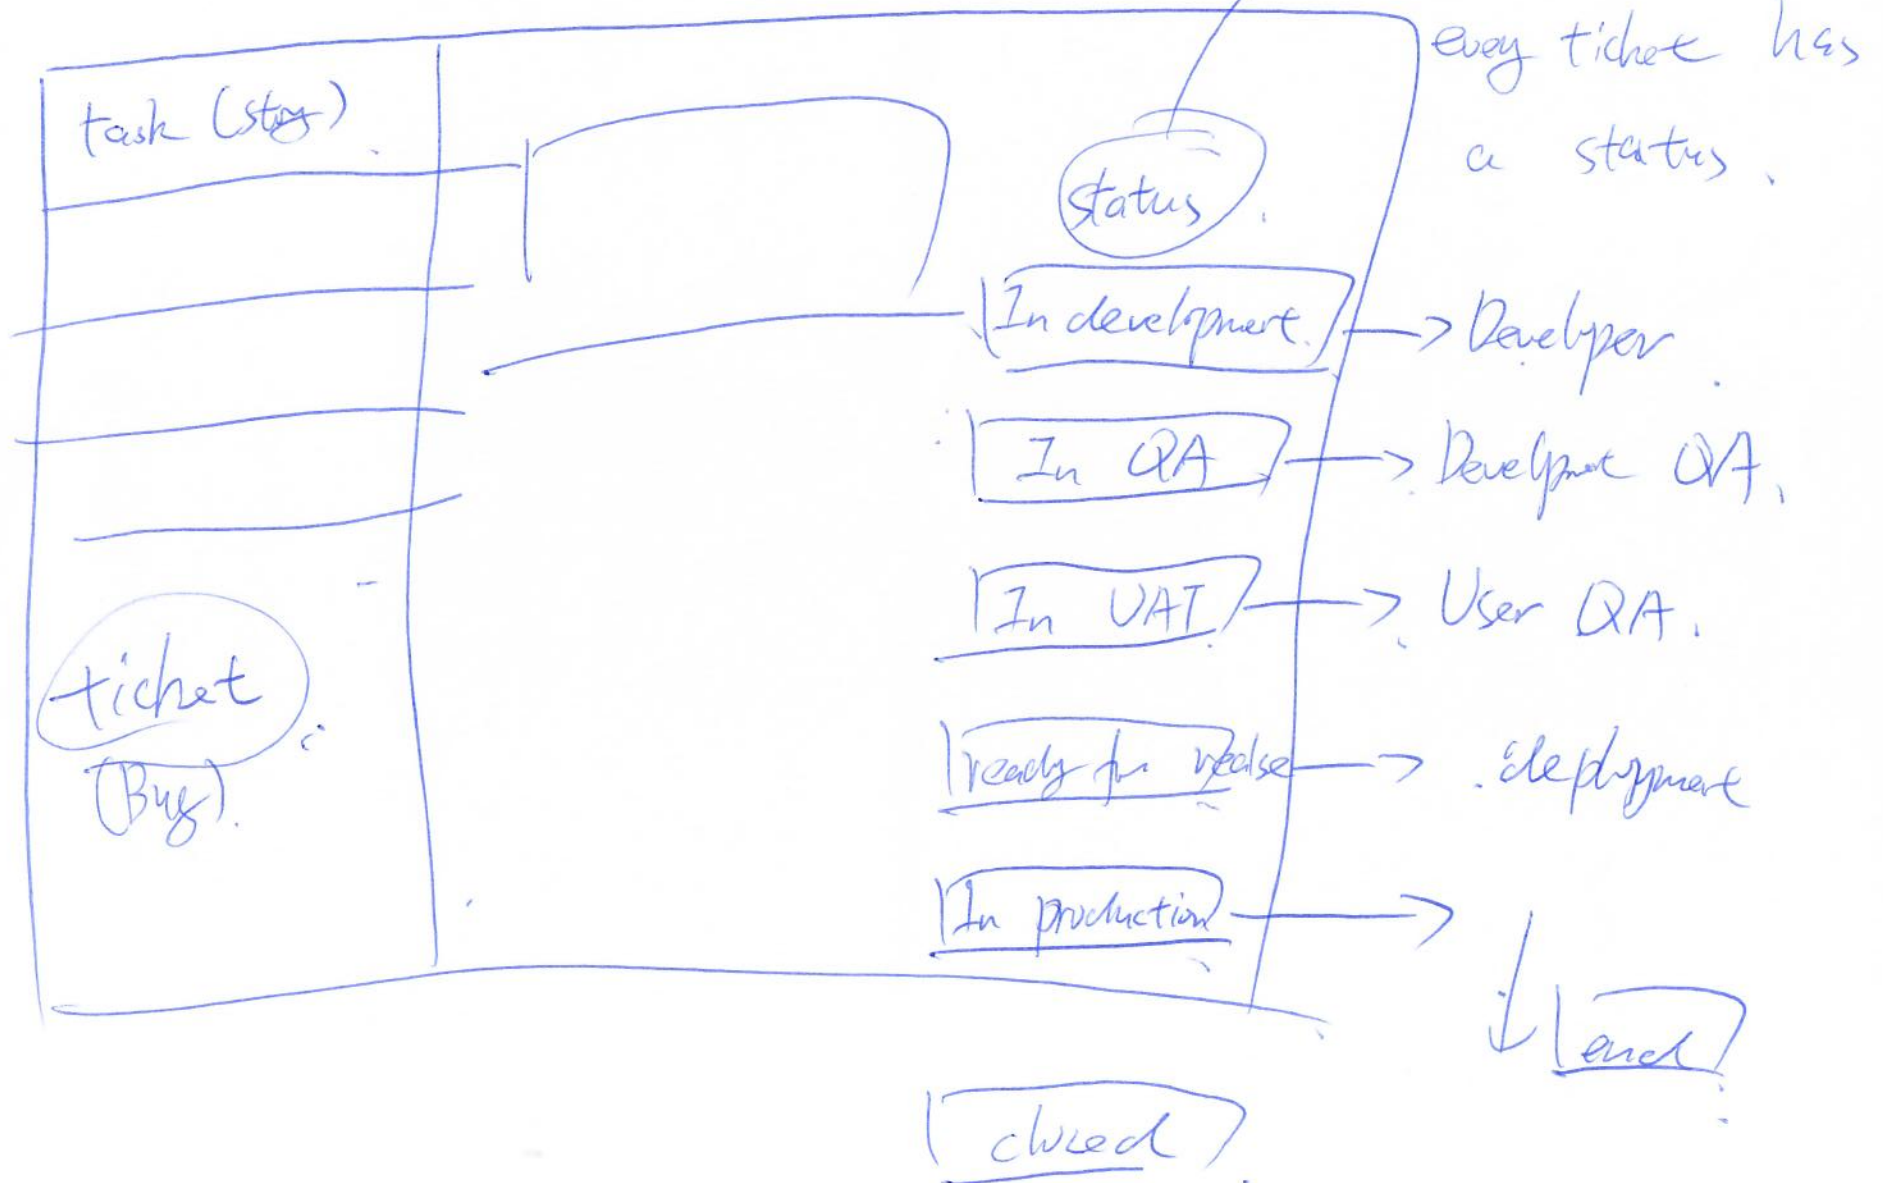 every ticket has
a status.
task (story)
status
In development
Developer
In QA
Development QA.
In UAT
User QA.
ticket
(Bug).
ready for realse
deployment
In production
end
closed